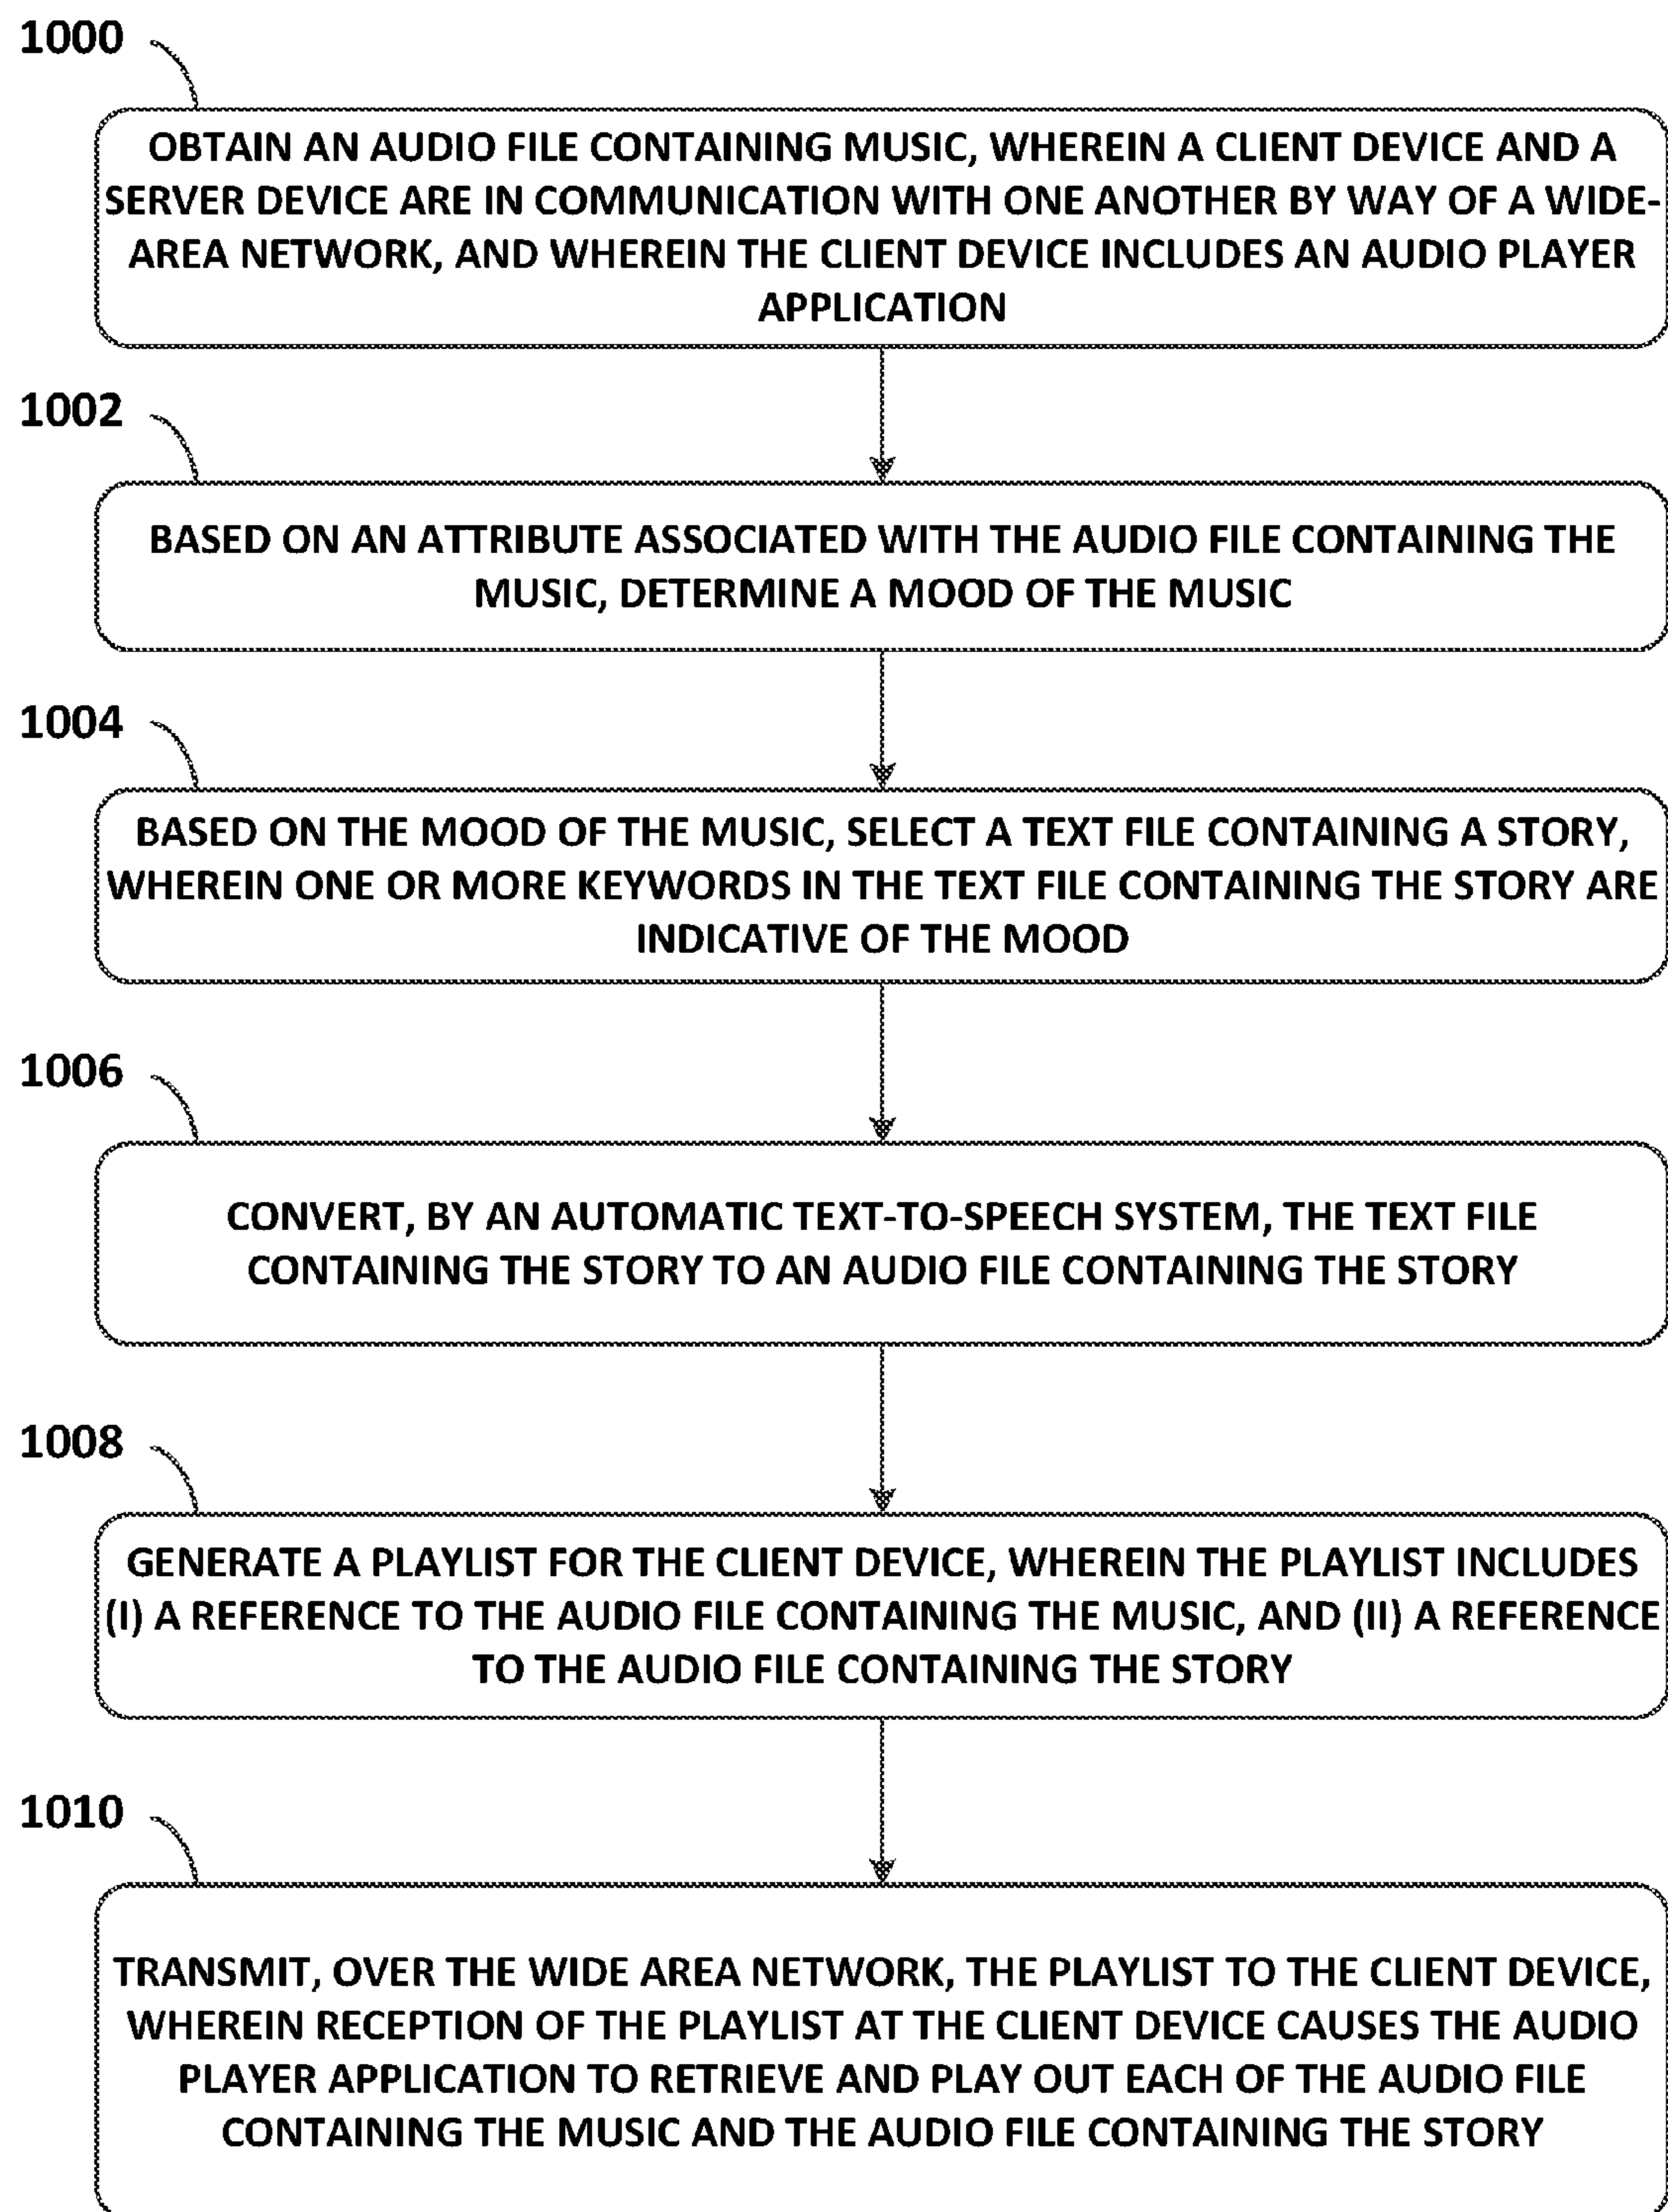 1000
OBTAIN AN AUDIO FILE CONTAINING MUSIC, WHEREIN A CLIENT DEVICE AND A
SERVER DEVICE ARE IN COMMUNICATION WITH ONE ANOTHER BY WAY OF A WIDE-
AREA NETWORK, AND WHEREIN THE CLIENT DEVICE INCLUDES AN AUDIO PLAYER
APPLICATION
1002
BASED ON AN ATTRIBUTE ASSOCIATED WITH THE AUDIO FILE CONTAINING THE
MUSIC, DETERMINE A MOOD OF THE MUSIC
1004
BASED ON THE MOOD OF THE MUSIC, SELECT A TEXT FILE CONTAINING A STORY,
WHEREIN ONE OR MORE KEYWORDS IN THE TEXT FILE CONTAINING THE STORY ARE
INDICATIVE OF THE MOOD
1006
CONVERT, BY AN AUTOMATIC TEXT-TO-SPEECH SYSTEM, THE TEXT FILE
CONTAINING THE STORY TO AN AUDIO FILE CONTAINING THE STORY
1008
GENERATE A PLAYLIST FOR THE CLIENT DEVICE, WHEREIN THE PLAYLIST INCLUDES
(I) A REFERENCE TO THE AUDIO FILE CONTAINING THE MUSIC, AND (II) A REFERENCE
TO THE AUDIO FILE CONTAINING THE STORY
1010
TRANSMIT, OVER THE WIDE AREA NETWORK, THE PLAYLIST TO THE CLIENT DEVICE,
WHEREIN RECEPTION OF THE PLAYLIST AT THE CLIENT DEVICE CAUSES THE AUDIO
PLAYER APPLICATION TO RETRIEVE AND PLAY OUT EACH OF THE AUDIO FILE
CONTAINING THE MUSIC AND THE AUDIO FILE CONTAINING THE STORY